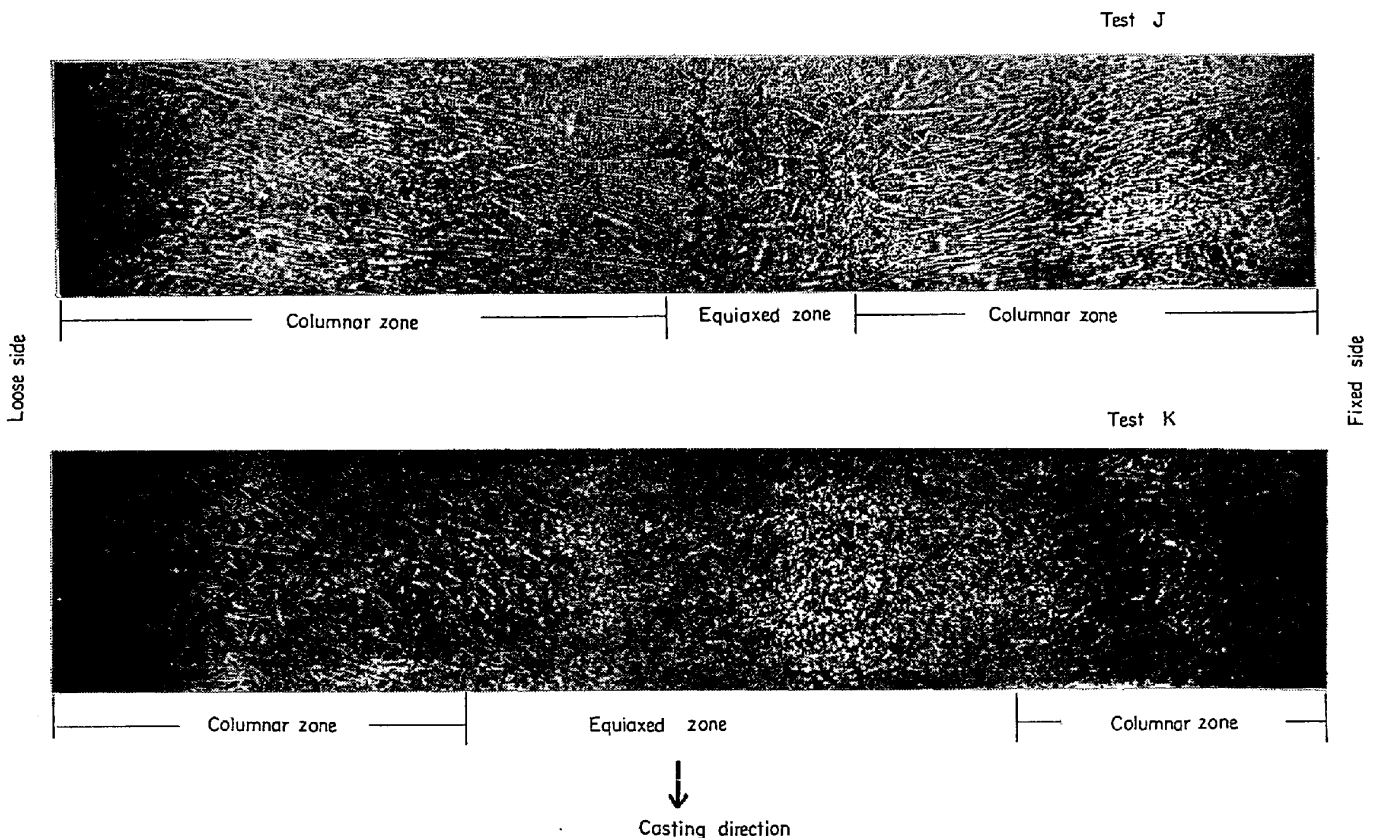 Test J
Columnar zone
Equiaxed zone
Columnar zone
Loose side
Fixed side
Test K
Columnar zone
Equiaxed zone
Columnar zone
Casting direction